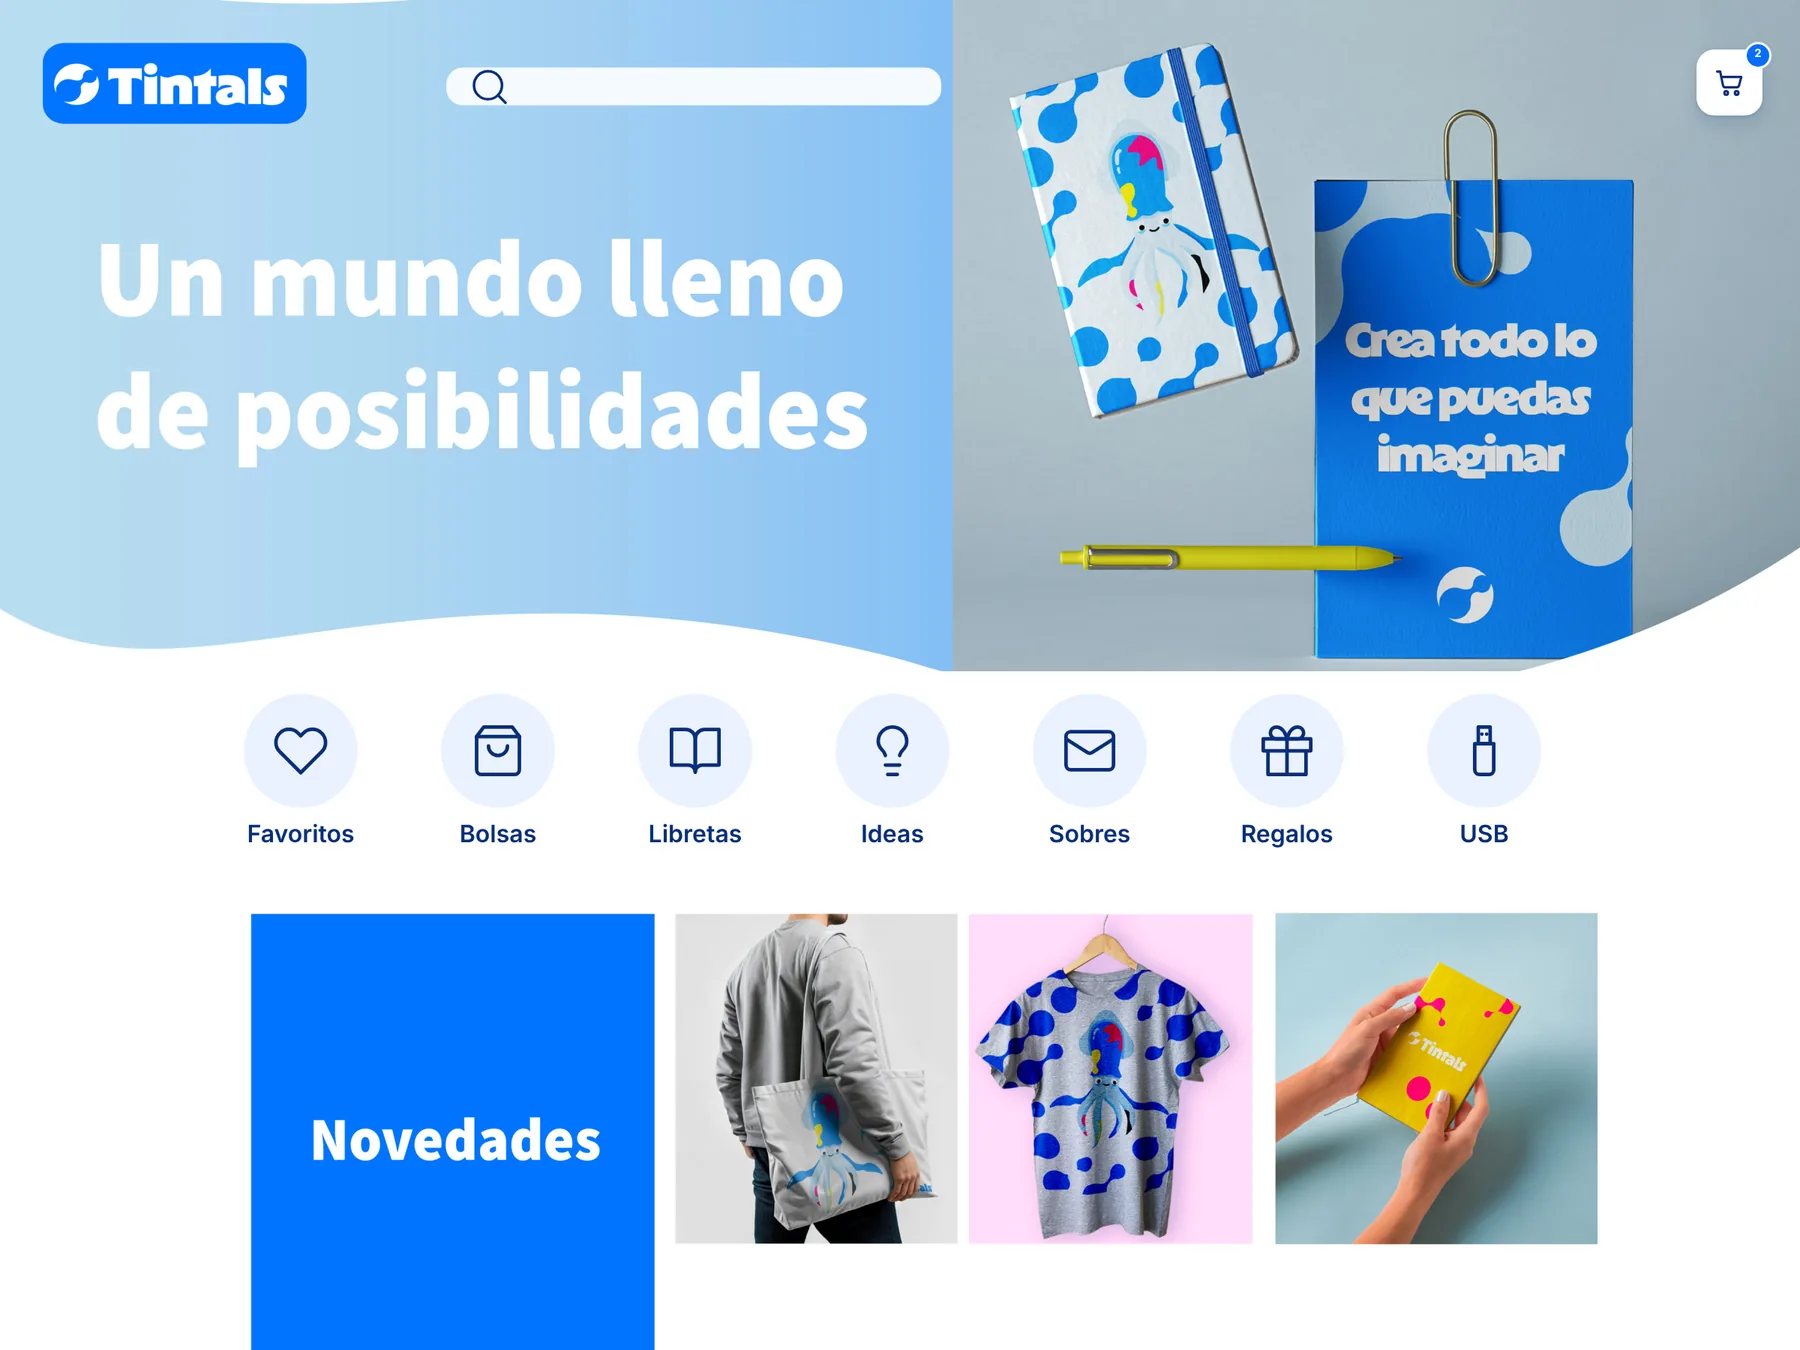 Tintals
2
Un mundo lleno
de posibilidades
Crea todo lo
que puedas
imaginar
Favoritos
Bolsas
Libretas
Ideas
Sobres
Regalos
USB
Novedades
Tintals